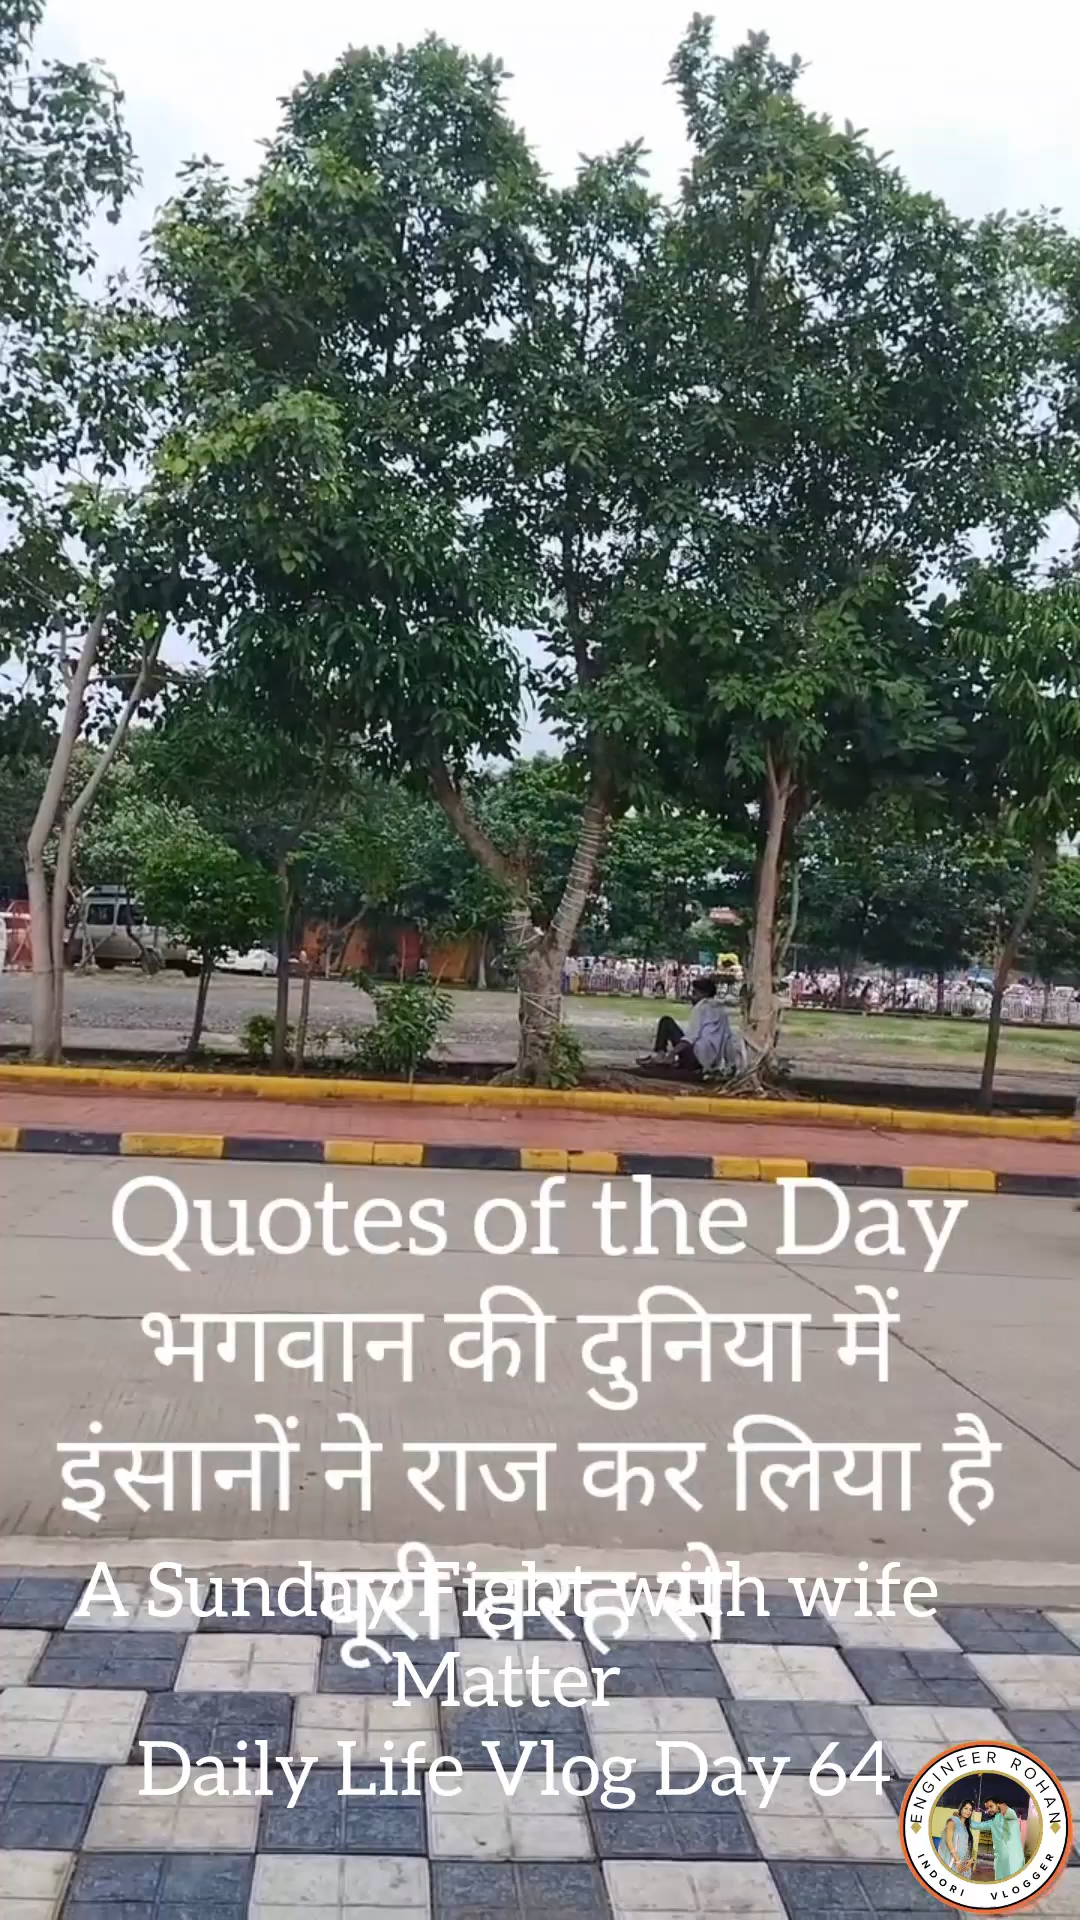 Quotes of the Day
भगवान की दुनिया में
इंसानों ने राज कर लिया है
पूरी तरह से
A Sunday Fight with wife
Matter
Daily Life Vlog Day 64
ENGINEER ROHAN
INDORI VLOGGER